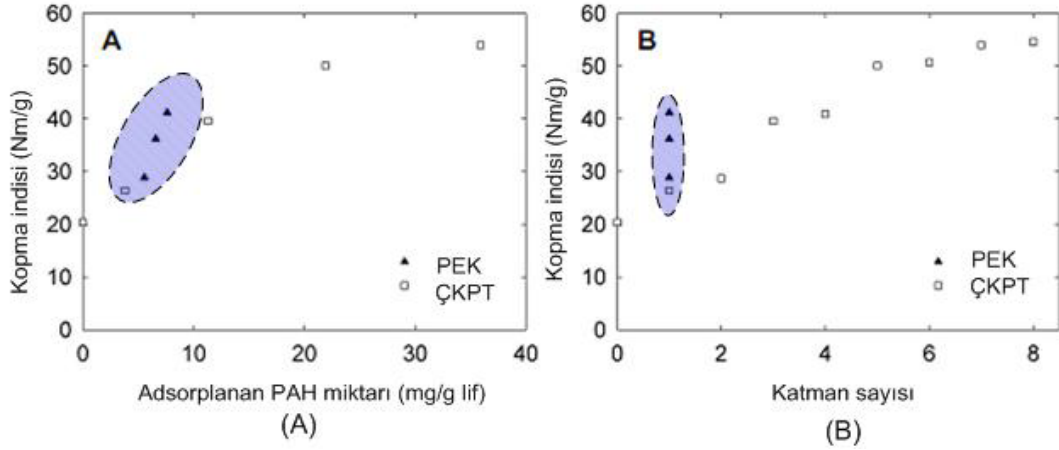 A
60
50
40
30
20
10
0
Kopma indisi (Nm/g)
PEK
ÇKPT
0 10 20 30 40
Adsorplanan PAH miktarı (mg/g lif)
(A)
B
60
50
40
30
20
10
0
Kopma indisi (Nm/g)
PEK
ÇKPT
0 2 4 6 8
Katman sayısı
(B)